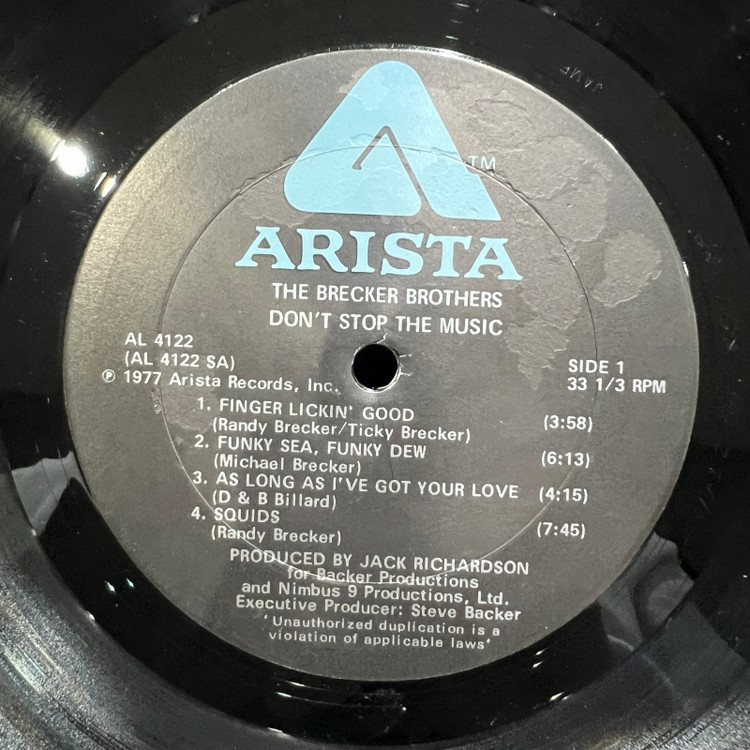 TM
ARISTA
THE BRECKER BROTHERS
DON'T STOP THE MUSIC
AL 4122
(AL 4122 SA)
℗ 1977 Arista Records, Inc.
SIDE 1
33 1/3 RPM
1. FINGER LICKIN' GOOD (3:58)
(Randy Brecker/Ticky Brecker)
2. FUNKY SEA, FUNKY DEW (6:13)
(Michael Brecker)
3. AS LONG AS I'VE GOT YOUR LOVE (4:15)
(D & B Billard)
4. SQUIDS (7:45)
(Randy Brecker)
PRODUCED BY JACK RICHARDSON
for Backer Productions
and Nimbus 9 Productions, Ltd.
Executive Producer: Steve Backer
'Unauthorized duplication is a
violation of applicable laws'